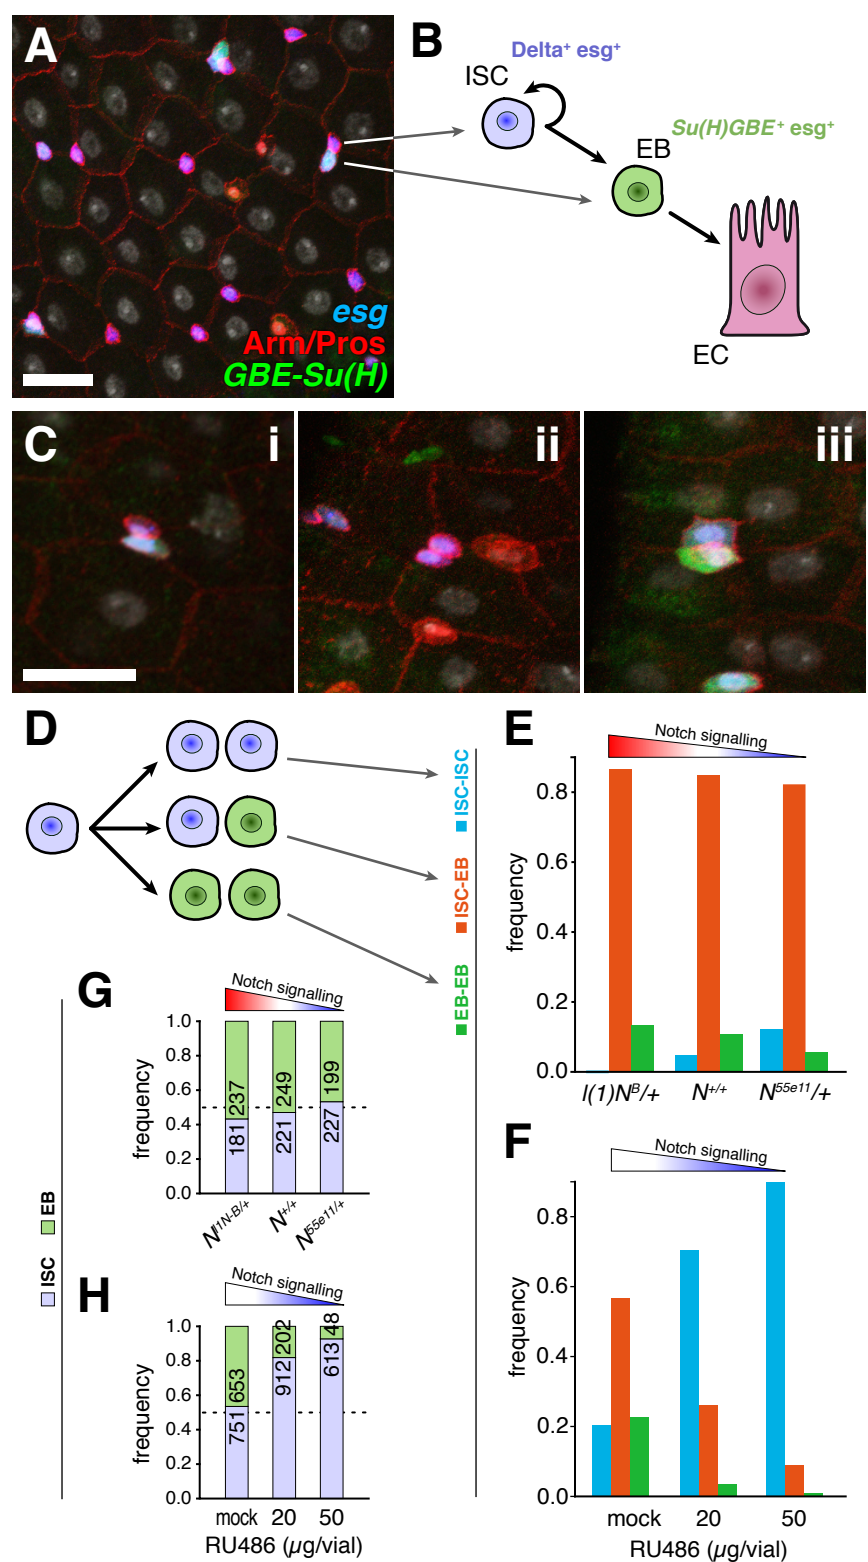 A
esg
Arm/Pros
GBE-Su(H)
B
Delta⁺ esg⁺
ISC
Su(H)GBE⁺ esg⁺
EB
EC
C
i
ii
iii
D
ISC-ISC
ISC-EB
EB-EB
E
Notch signalling
frequency
0.8
0.6
0.4
0.2
0.0
l(1)Nᴮ/+
N⁺/⁺
N⁵⁵ᵉ¹¹/+
F
Notch signalling
frequency
0.8
0.6
0.4
0.2
0.0
mock 20 50
RU486 (µg/vial)
G
Notch signalling
frequency
1.0
0.8
0.6
0.4
0.2
0.0
237
181
249
221
199
227
Nˡ¹ᴺ⁻ᴮ/⁺
N⁺/⁺
N⁵⁵ᵉ¹¹/⁺
EB
ISC
H
Notch signalling
frequency
1.0
0.8
0.6
0.4
0.2
0.0
653
751
202
912
48
613
mock 20 50
RU486 (µg/vial)